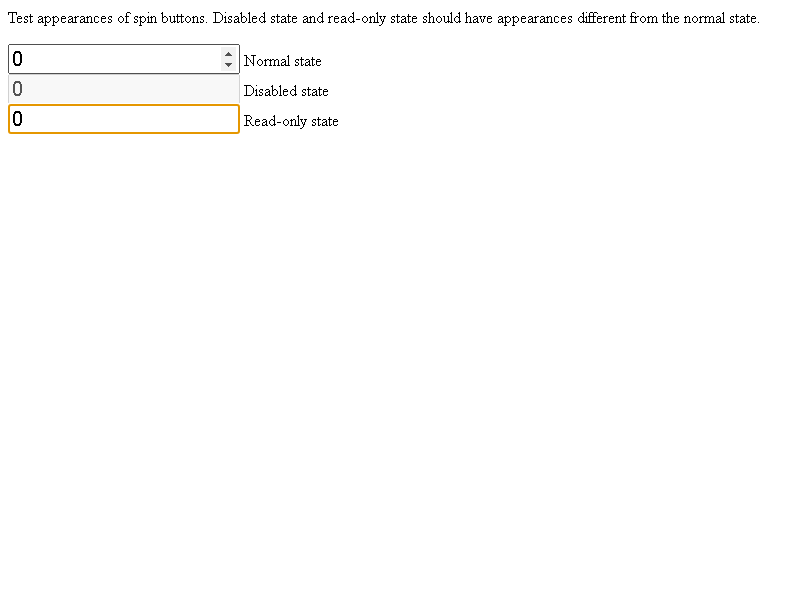 Test appearances of spin buttons. Disabled state and read-only state should have appearances different from the normal state.
0 Normal state
0 Disabled state
0 Read-only state